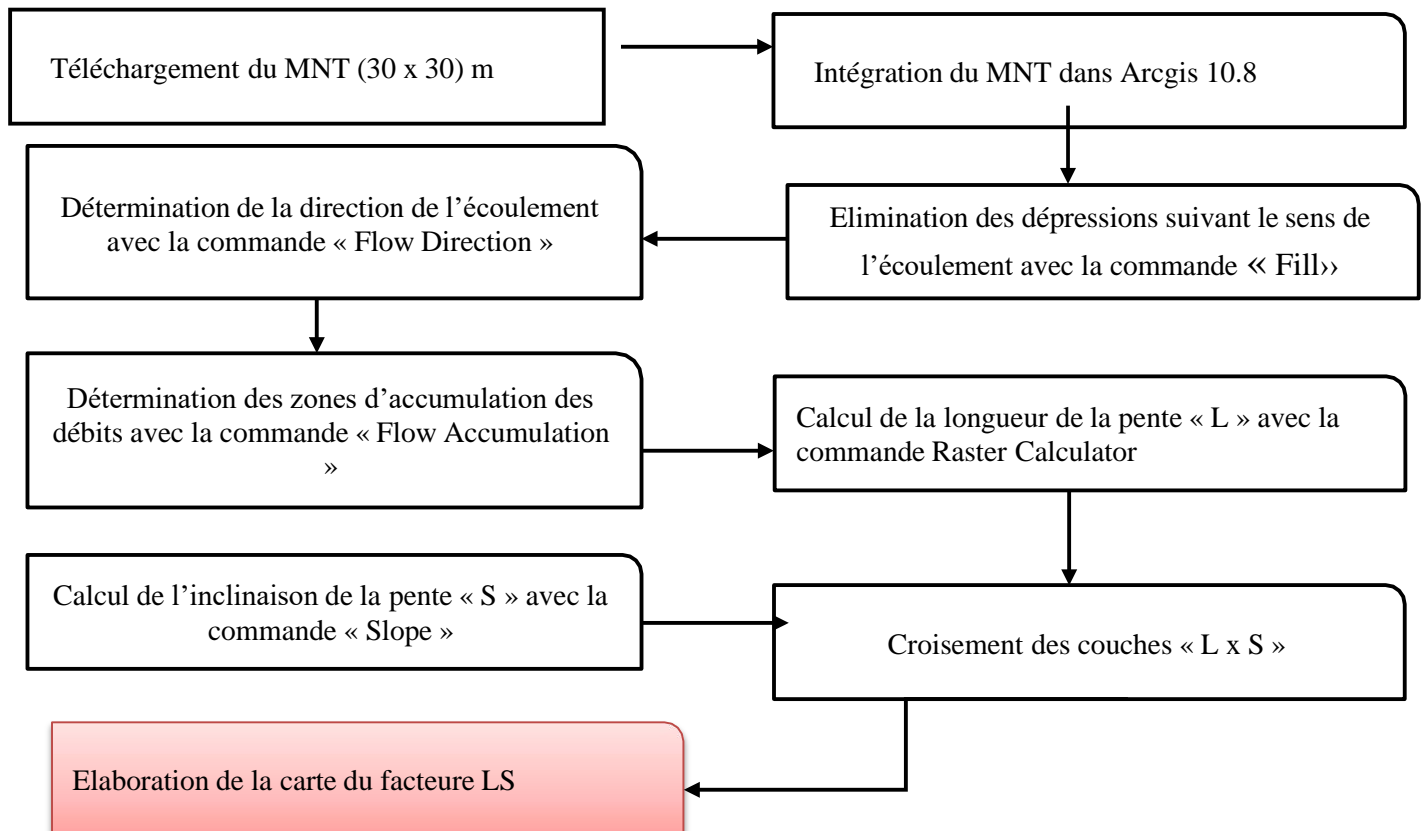 Téléchargement du MNT (30 x 30) m
Intégration du MNT dans Arcgis 10.8
Elimination des dépressions suivant le sens de
l’écoulement avec la commande « Fill››
Détermination de la direction de l’écoulement
avec la commande « Flow Direction »
Détermination des zones d’accumulation des
débits avec la commande « Flow Accumulation
»
Calcul de la longueur de la pente « L » avec la
commande Raster Calculator
Calcul de l’inclinaison de la pente « S » avec la
commande « Slope »
Croisement des couches « L x S »
Elaboration de la carte du facteure LS